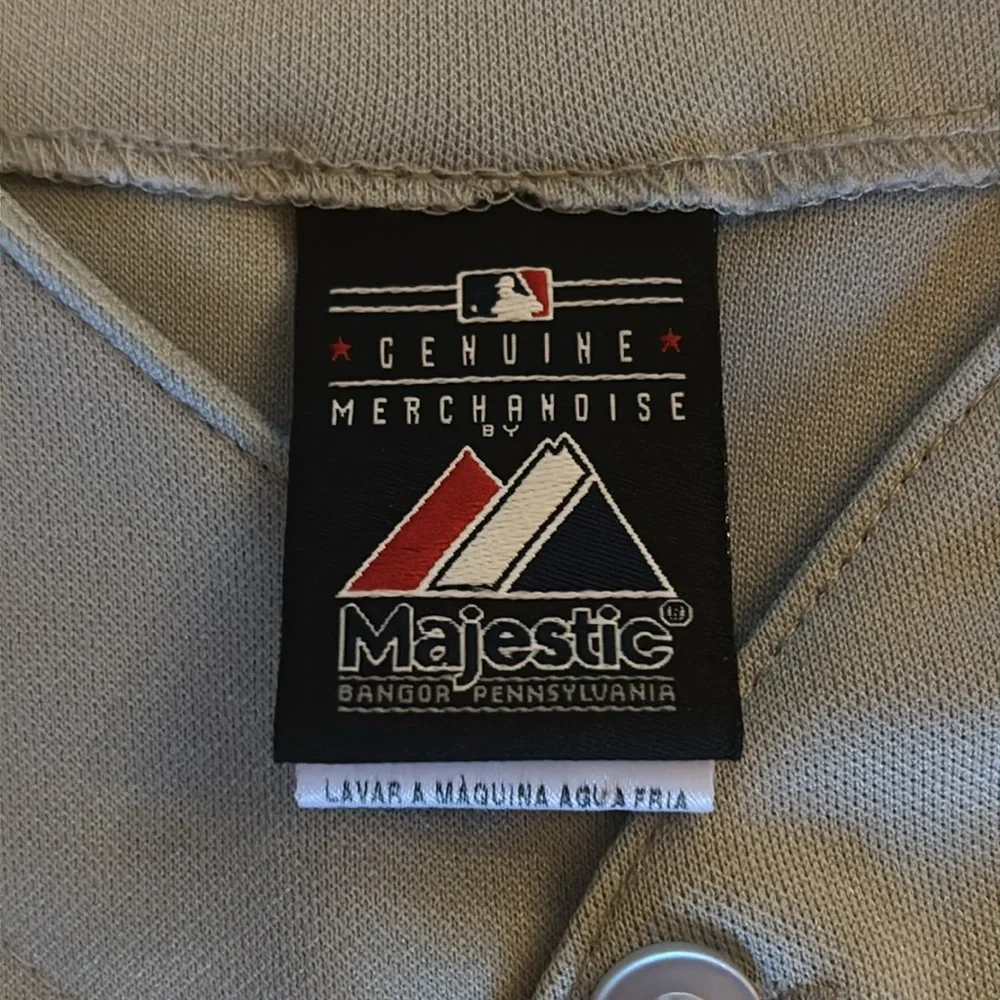 GENUINE
MERCHANDISE
BY
Majestic®
BANGOR PENNSYLVANIA
LAVAR A MÀQUINA AGUA FRIA